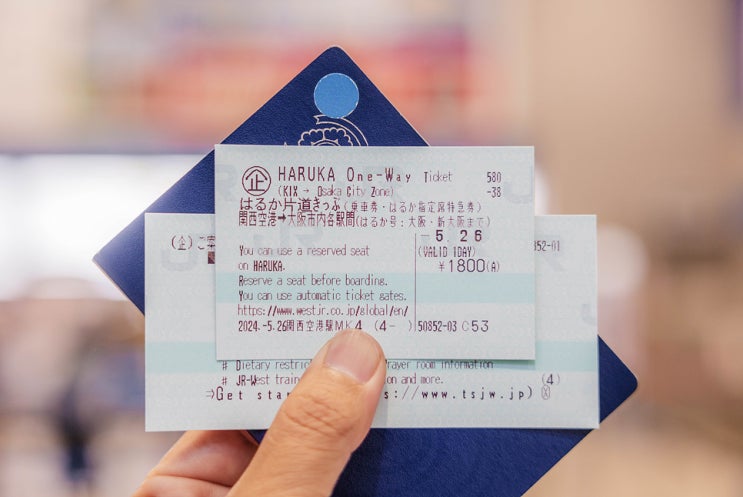 企 HARUKA One-Way Ticket 580
(KIX → Osaka City Zone) -38
はるか片道きっぷ (乗車券・はるか指定席特急券)
関西空港→大阪市内各駅間(はるか号:大阪・新大阪まで)
-5.26
(VALID 1DAY)
¥1800(A)
You can use a reserved seat
on HARUKA.
Reserve a seat before boarding.
You can use automatic ticket gates.
https://www.westjr.co.jp/global/en/
2024.-5.26関西空港駅MK4 (4- ) 50852-03 C53
(企)ご
0852-01
# Dietary rayer room information
# JR-West train on and more.
⇒Get s://www.tsjw.jp) (4)